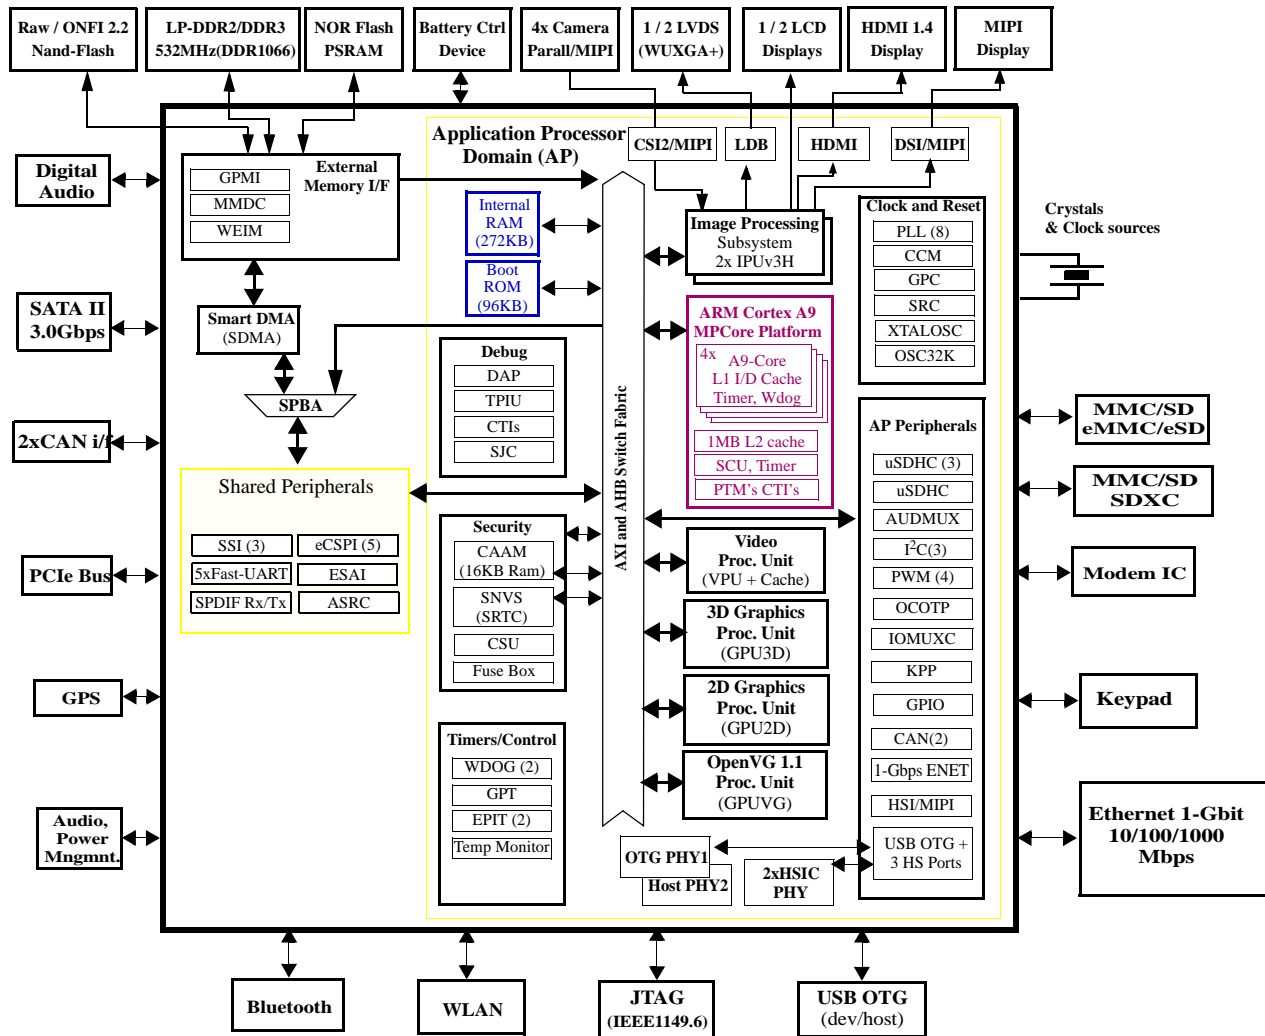 Raw / ONFI 2.2
Nand-Flash
LP-DDR2/DDR3
532MHz(DDR1066)
NOR Flash
PSRAM
Battery Ctrl
Device
4x Camera
Parall/MIPI
1 / 2 LVDS
(WUXGA+)
1 / 2 LCD
Displays
HDMI 1.4
Display
MIPI
Display
Application Processor
Domain (AP)
CSI2/MIPI
LDB
HDMI
DSI/MIPI
External
Memory I/F
GPMI
MMDC
WEIM
Internal
RAM
(272KB)
Boot
ROM
(96KB)
Image Processing
Subsystem
2x IPUv3H
Clock and Reset
PLL (8)
CCM
GPC
SRC
XTALOSC
OSC32K
Crystals
& Clock sources
Digital
Audio
SATA II
3.0Gbps
2xCAN i/f
PCIe Bus
GPS
Audio,
Power
Mngmnt.
Smart DMA
(SDMA)
SPBA
Shared Peripherals
SSI (3)
eCSPI (5)
5xFast-UART
ESAI
SPDIF Rx/Tx
ASRC
Debug
DAP
TPIU
CTIs
SJC
Security
CAAM
(16KB Ram)
SNVS
(SRTC)
CSU
Fuse Box
Timers/Control
WDOG (2)
GPT
EPIT (2)
Temp Monitor
AXI and AHB Switch Fabric
ARM Cortex A9
MPCore Platform
4x
A9-Core
L1 I/D Cache
Timer, Wdog
1MB L2 cache
SCU, Timer
PTM's CTI's
Video
Proc. Unit
(VPU + Cache)
3D Graphics
Proc. Unit
(GPU3D)
2D Graphics
Proc. Unit
(GPU2D)
OpenVG 1.1
Proc. Unit
(GPUVG)
OTG PHY1
Host PHY2
2xHSIC
PHY
AP Peripherals
uSDHC (3)
uSDHC
AUDMUX
I2C(3)
PWM (4)
OCOTP
IOMUXC
KPP
GPIO
CAN(2)
1-Gbps ENET
HSI/MIPI
USB OTG +
3 HS Ports
MMC/SD
eMMC/eSD
MMC/SD
SDXC
Modem IC
Keypad
Ethernet 1-Gbit
10/100/1000
Mbps
Bluetooth
WLAN
JTAG
(IEEE1149.6)
USB OTG
(dev/host)